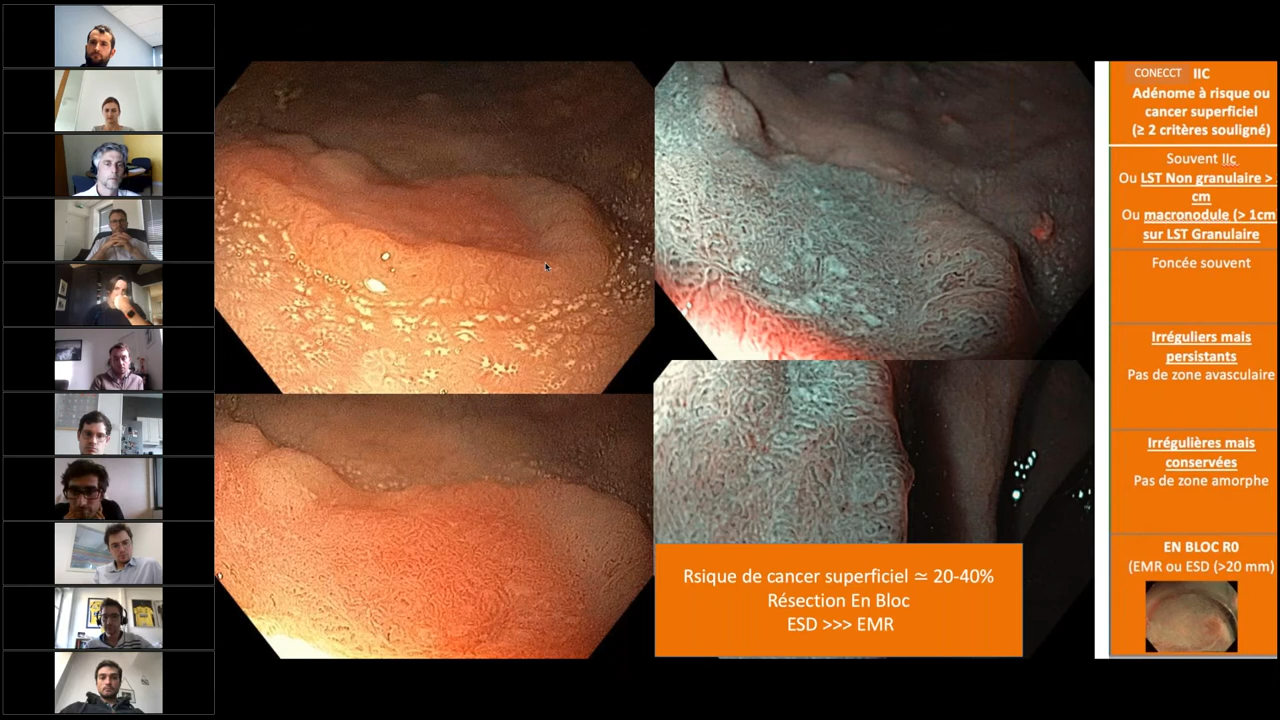 CONECCT IIC
Adénome à risque ou
cancer superficiel
(≥ 2 critères souligné)
Souvent IIc
Ou LST Non granulaire >
cm
Ou macronodule (> 1cm
sur LST Granulaire
Foncée souvent
Irréguliers mais
persistants
Pas de zone avasculaire
Irrégulières mais
conservées
Pas de zone amorphe
EN BLOC R0
(EMR ou ESD (>20 mm)
Rsique de cancer superficiel ≃ 20-40%
Résection En Bloc
ESD >>> EMR